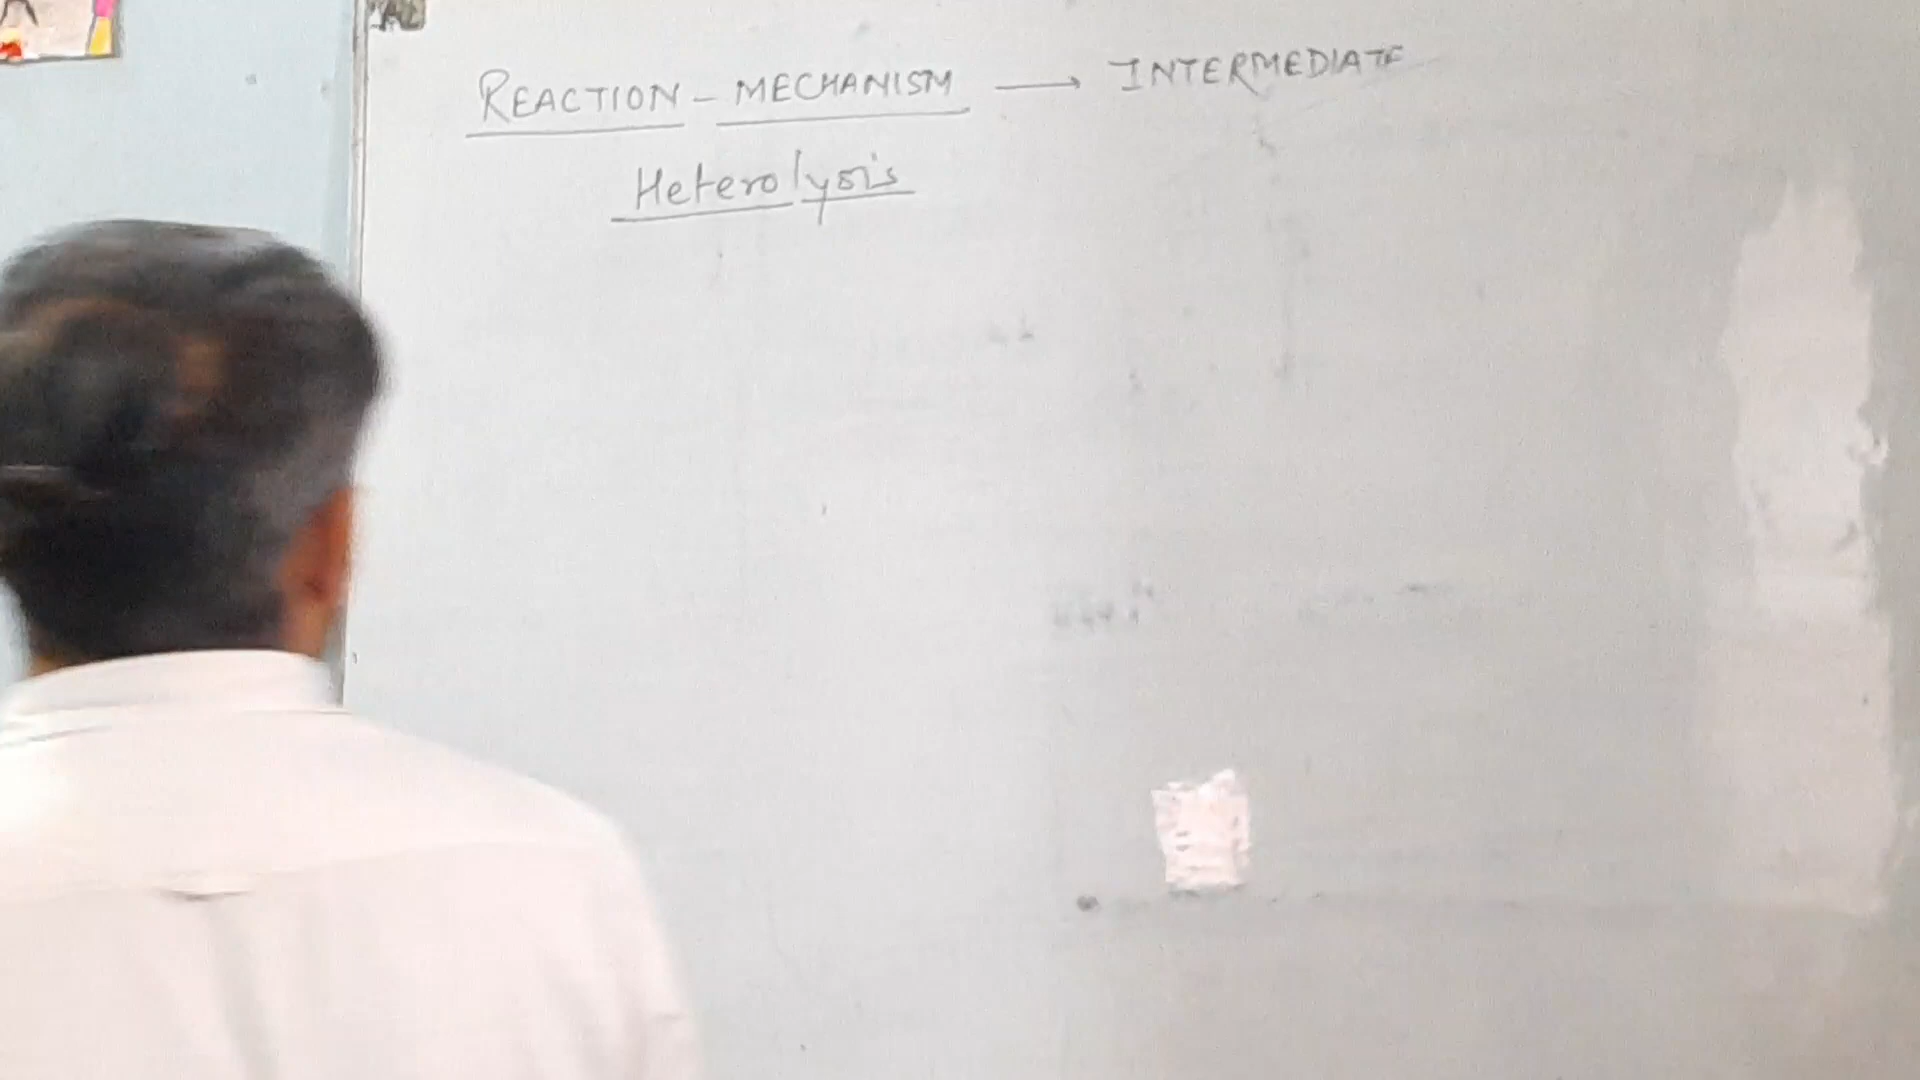 REACTION - MECHANISM → INTERMEDIATE
Heterolysis